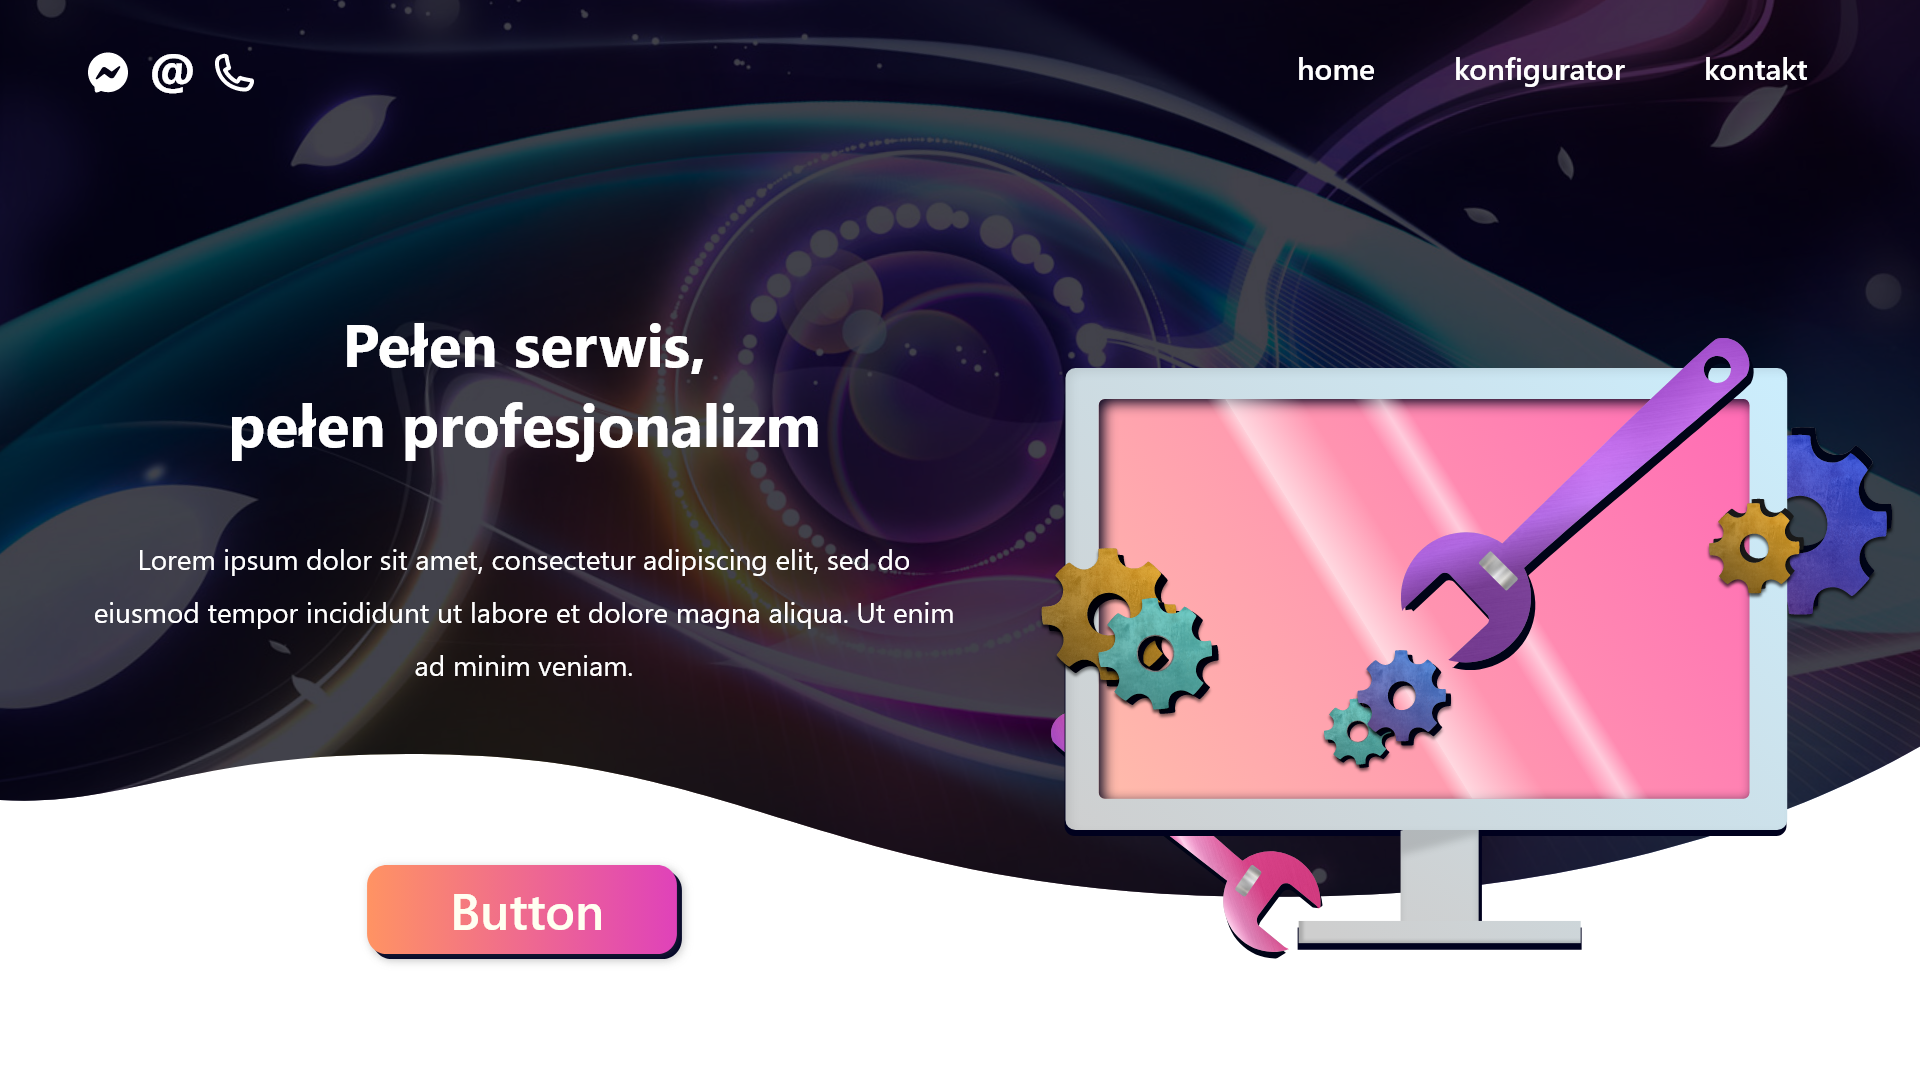 @
home konfigurator kontakt
Pełen serwis,
pełen profesjonalizm
Lorem ipsum dolor sit amet, consectetur adipiscing elit, sed do
eiusmod tempor incididunt ut labore et dolore magna aliqua. Ut enim
ad minim veniam.
Button